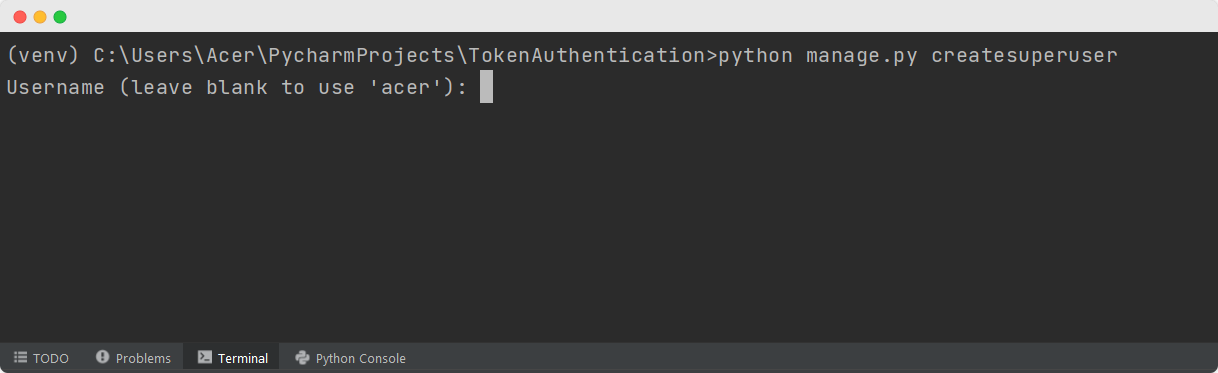 (venv) C:\Users\Acer\PycharmProjects\TokenAuthentication>python manage.py createsuperuser
Username (leave blank to use 'acer'):
TODO Problems Terminal Python Console